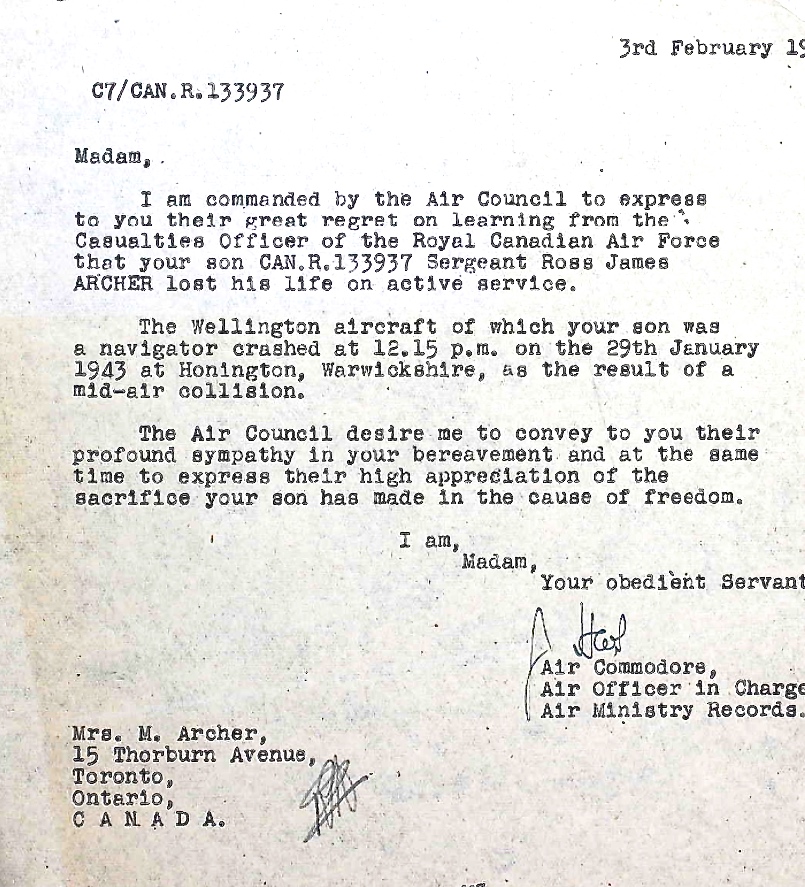 3rd February 19
C7/CAN.R.133937
Madam,.
I am commanded by the Air Council to express
to you their great regret on learning from the
Casualties Officer of the Royal Canadian Air Force
that your son CAN.R.133937 Sergeant Ross James
ARCHER lost his life on active service.
The Wellington aircraft of which your son was
a navigator crashed at 12.15 p.m. on the 29th January
1943 at Honington, Warwickshire, as the result of a
mid-air collision.
The Air Council desire me to convey to you their
profound sympathy in your bereavement and at the same
time to express their high appreciation of the
sacrifice your son has made in the cause of freedom.
I am,
Madam,
Your obedient Servant
Air Commodore,
Air Officer in Charge
Air Ministry Records.
Mrs. M. Archer,
15 Thorburn Avenue,
Toronto,
Ontario,
C A N A D A.